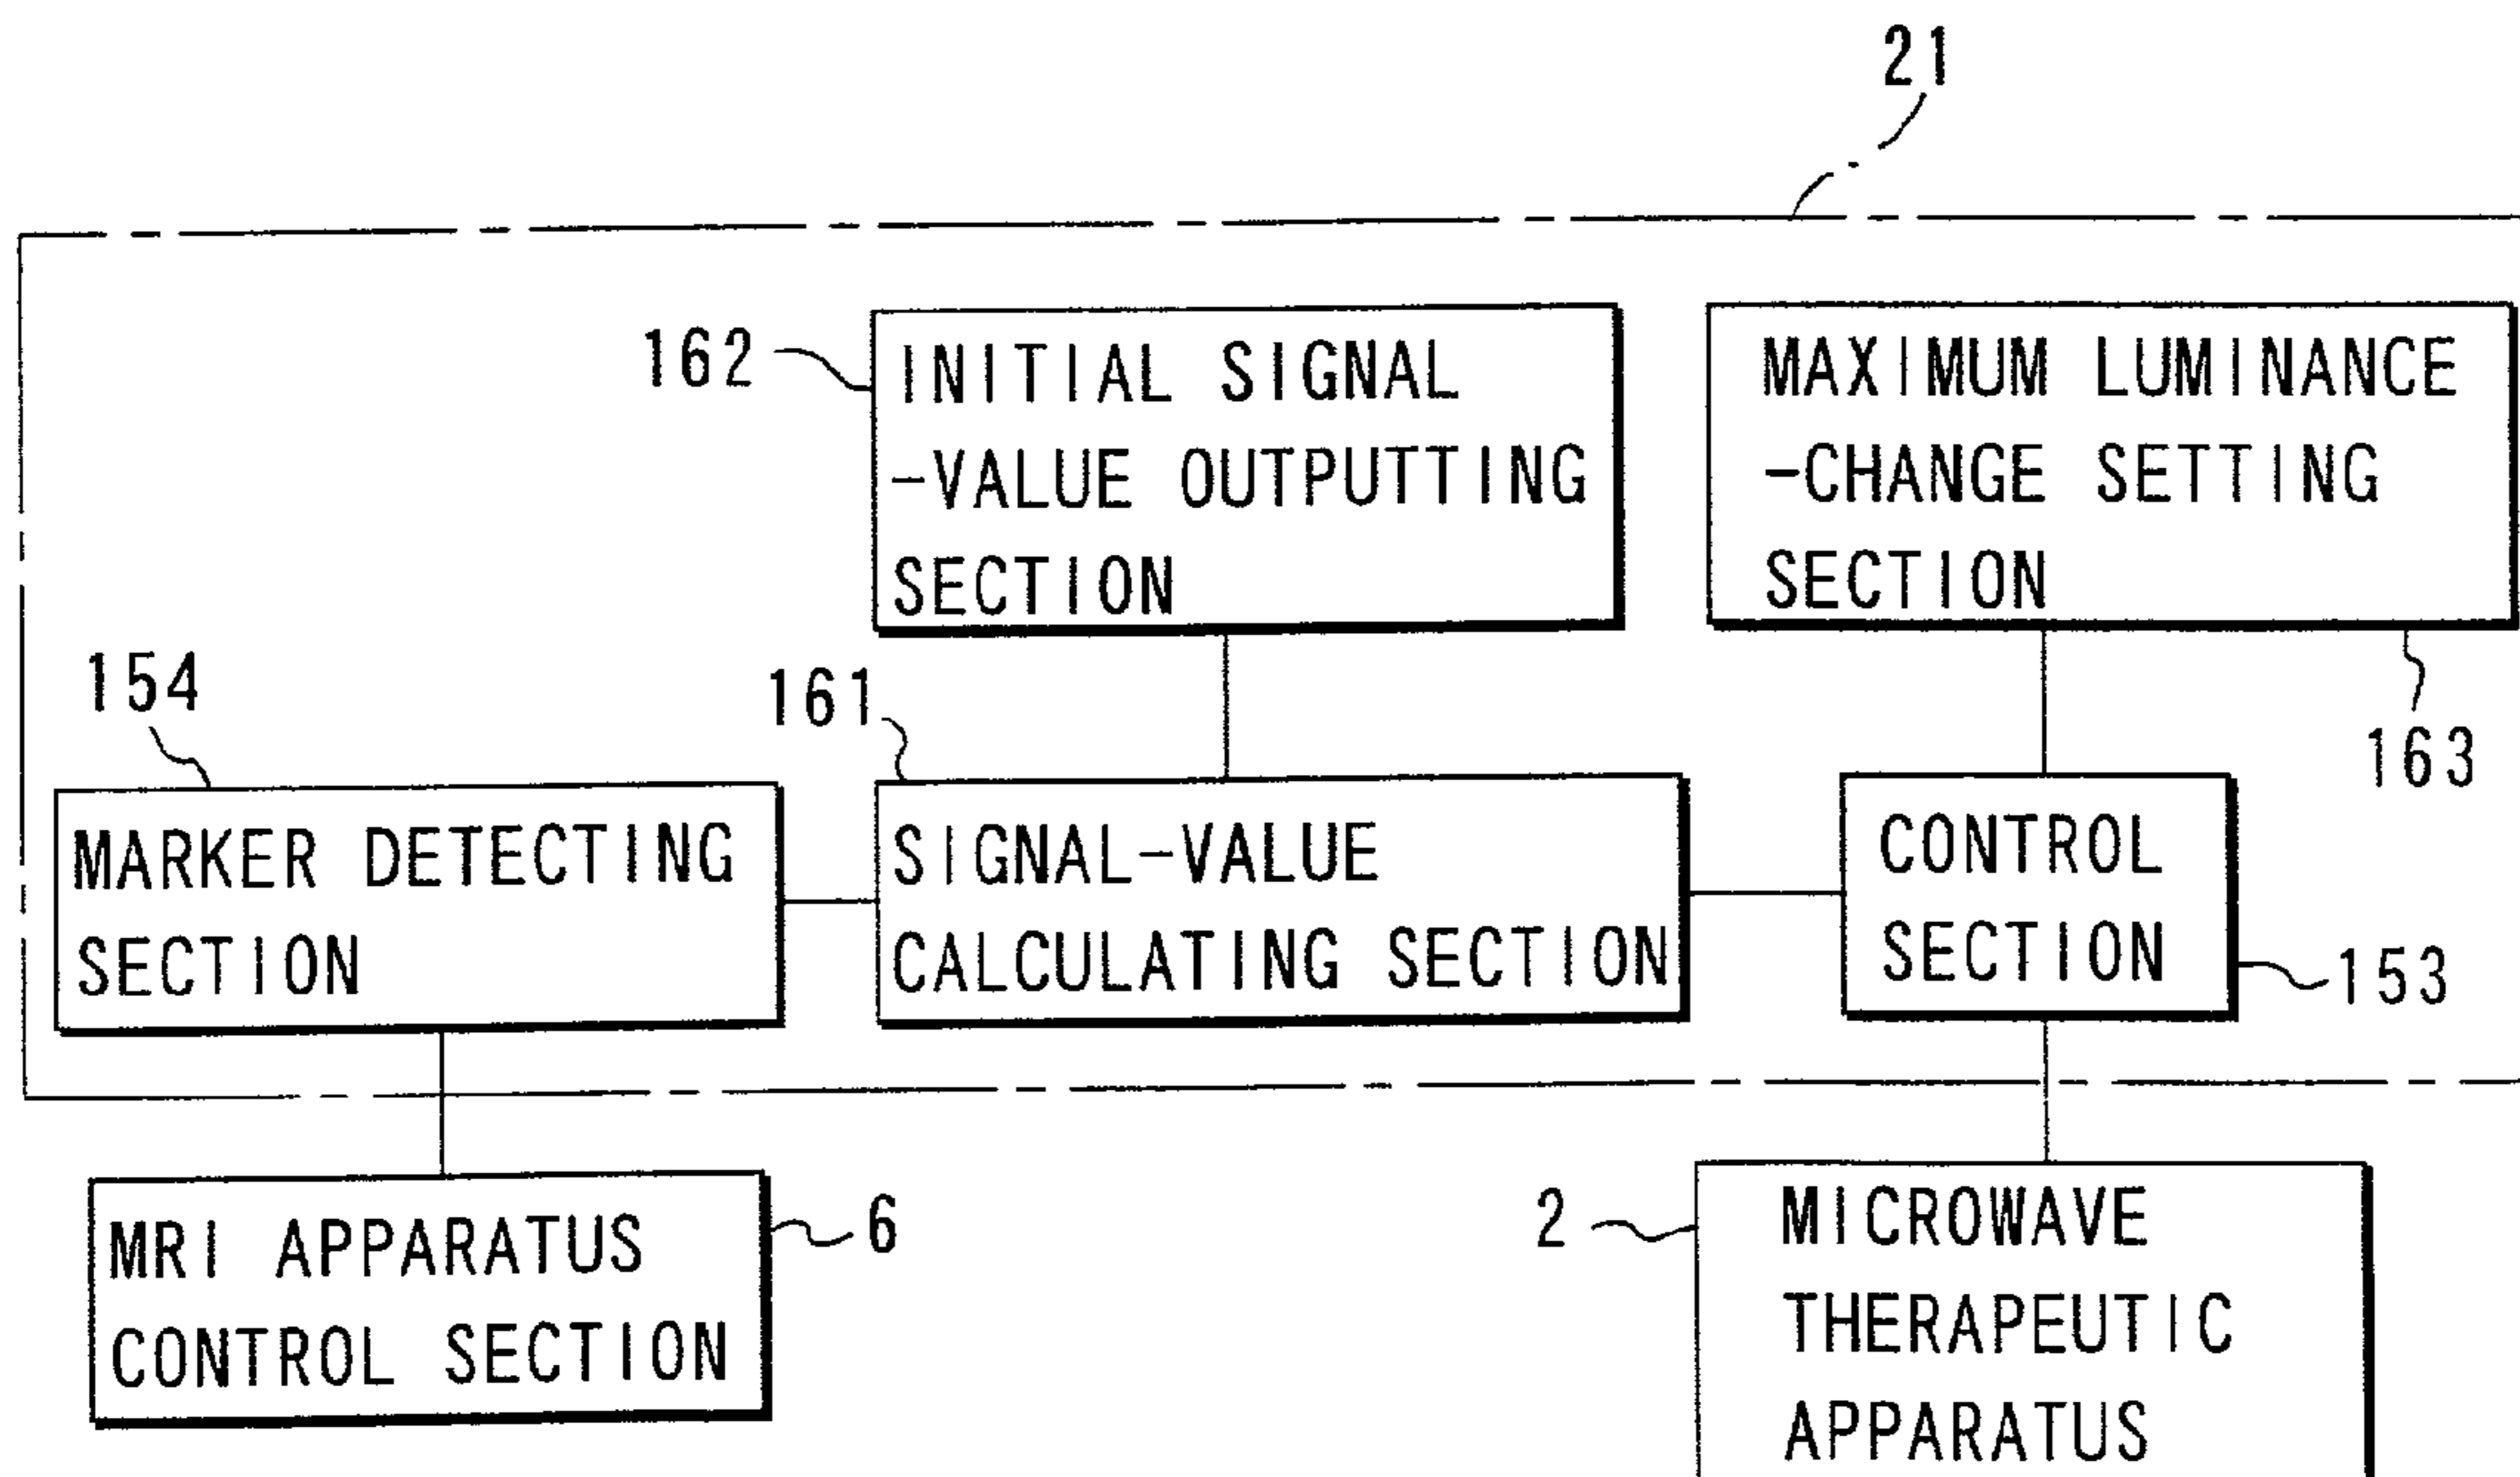 21
162
INITIAL SIGNAL
-VALUE OUTPUTTING
SECTION
MAXIMUM LUMINANCE
-CHANGE SETTING
SECTION
163
154
MARKER DETECTING
SECTION
161
SIGNAL-VALUE
CALCULATING SECTION
CONTROL
SECTION
153
MRI APPARATUS
CONTROL SECTION
6
2
MICROWAVE
THERAPEUTIC
APPARATUS